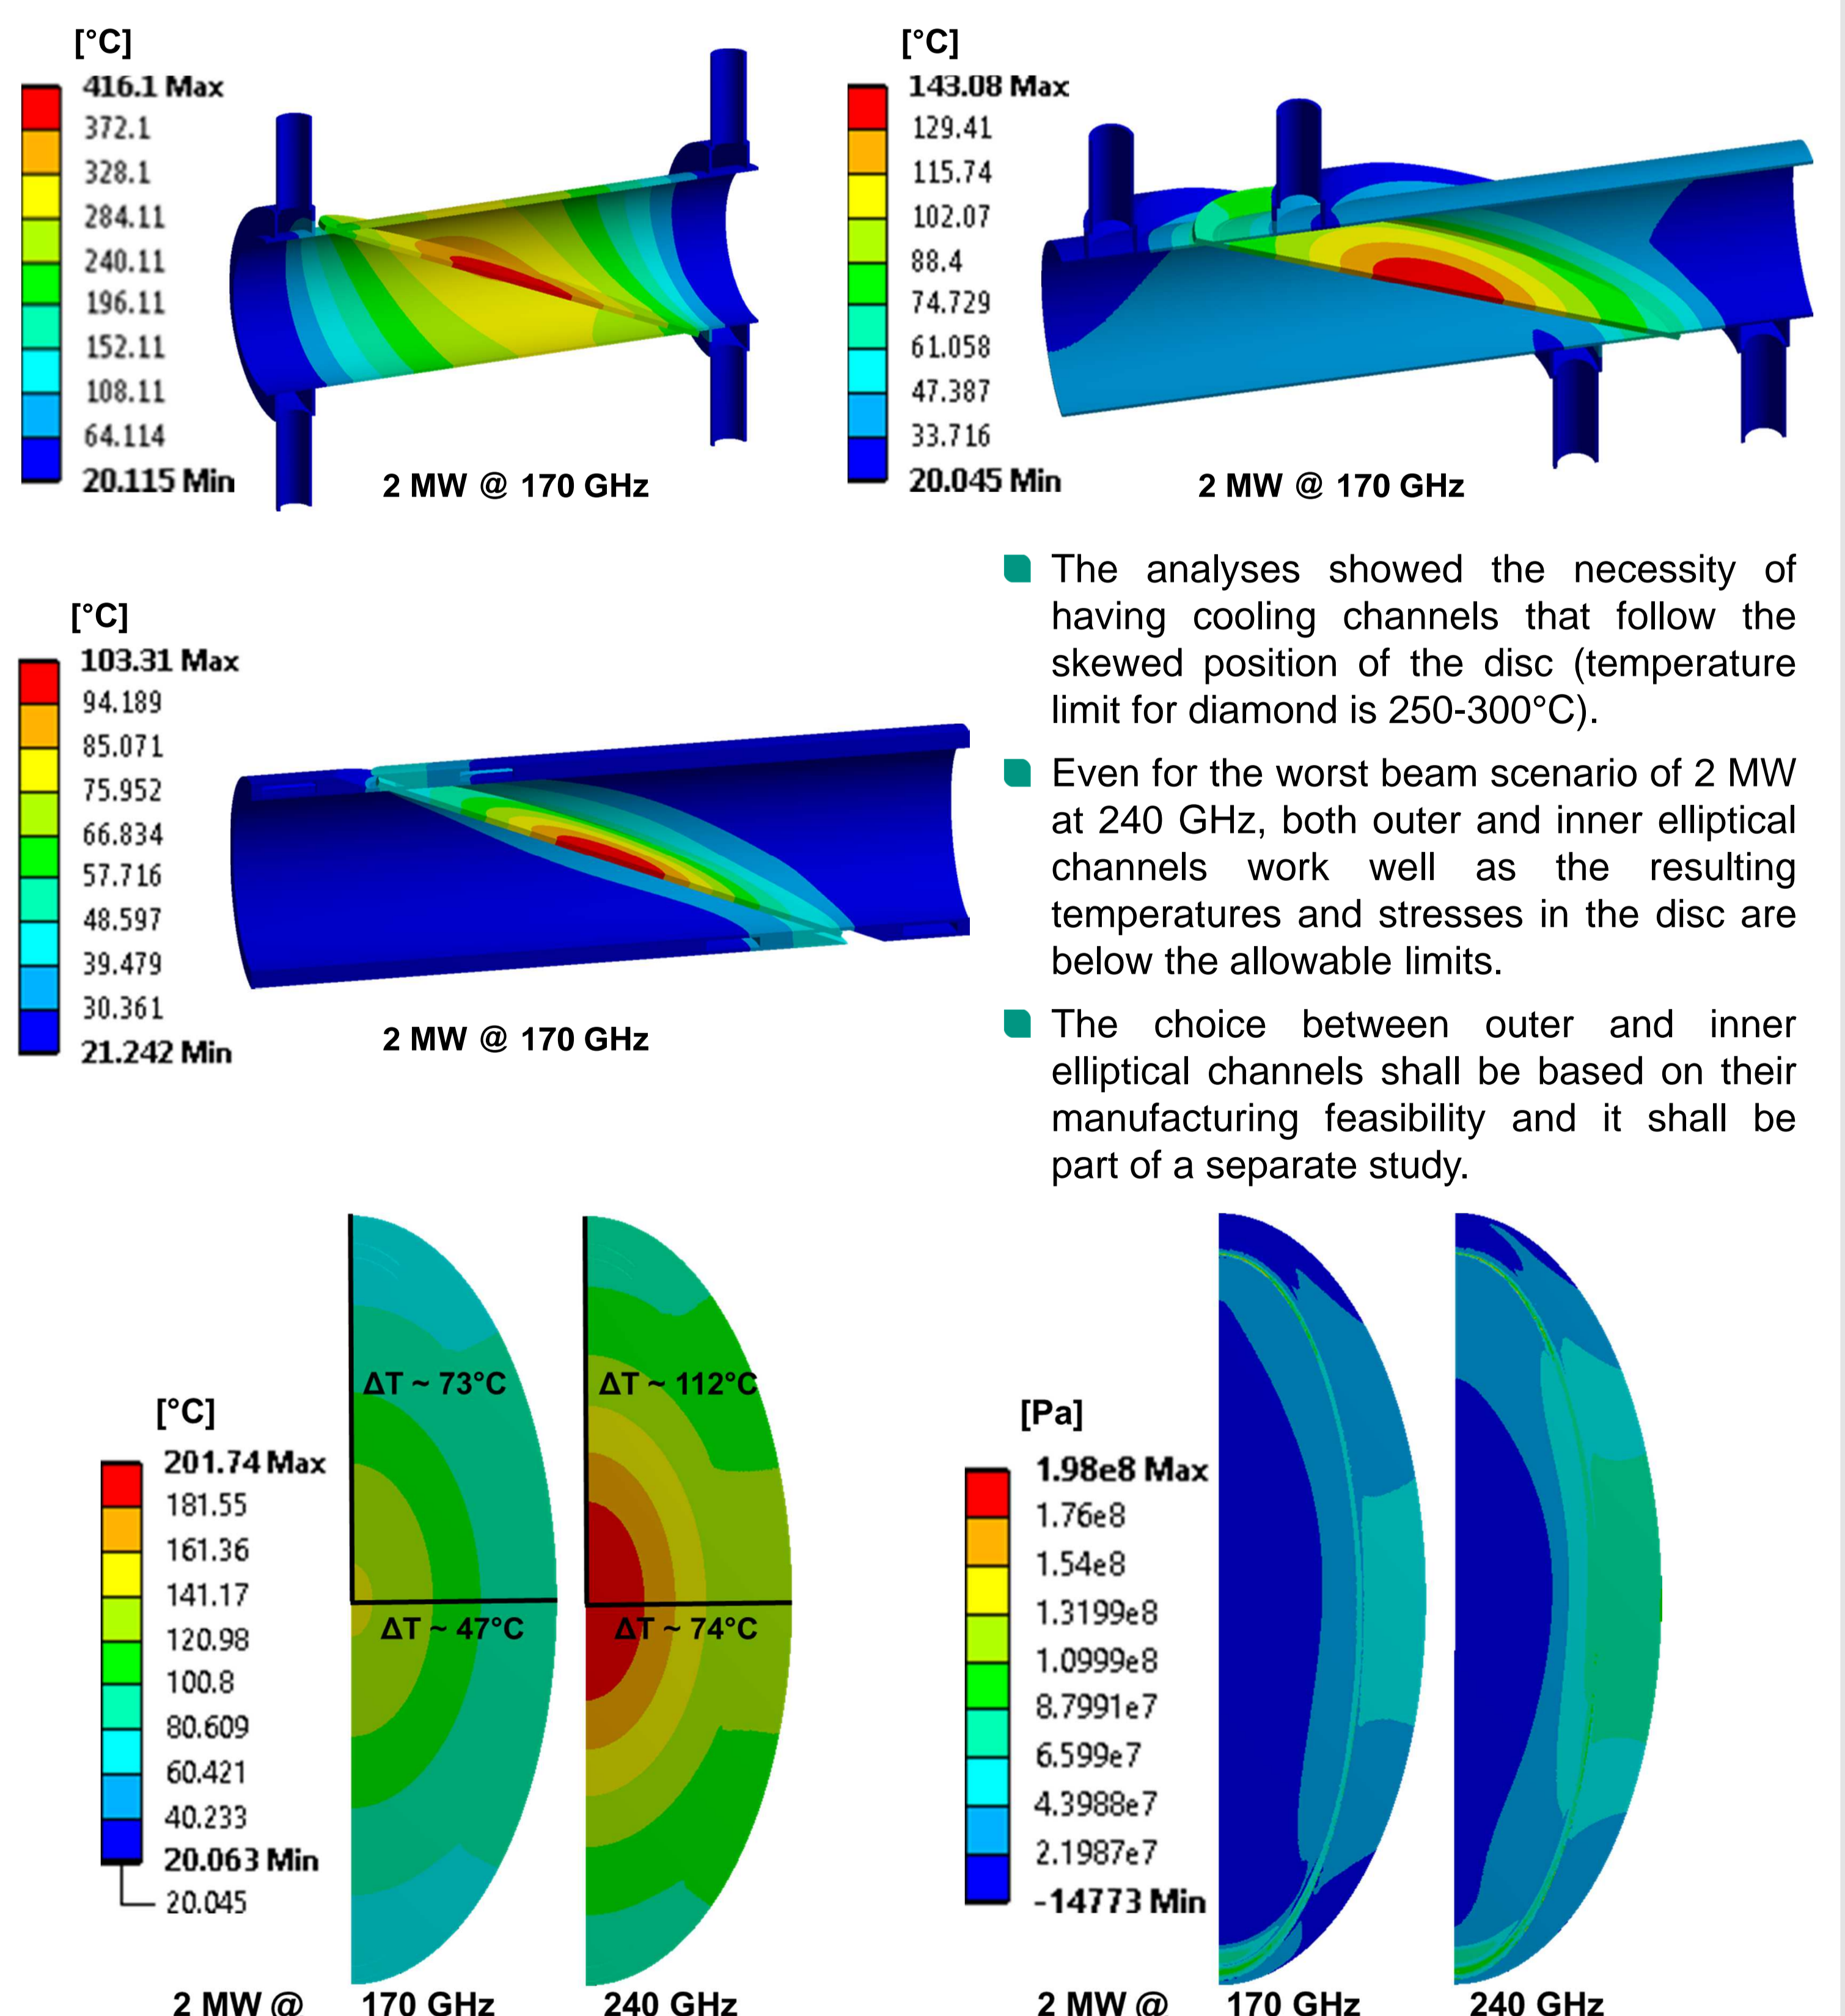 [°C]
416.1 Max
372.1
328.1
284.11
240.11
196.11
152.11
108.11
64.114
20.115 Min
2 MW @ 170 GHz
[°C]
143.08 Max
129.41
115.74
102.07
88.4
74.729
61.058
47.387
33.716
20.045 Min
2 MW @ 170 GHz
[°C]
103.31 Max
94.189
85.071
75.952
66.834
57.716
48.597
39.479
30.361
21.242 Min
2 MW @ 170 GHz
The analyses showed the necessity of
having cooling channels that follow the
skewed position of the disc (temperature
limit for diamond is 250-300°C).
Even for the worst beam scenario of 2 MW
at 240 GHz, both outer and inner elliptical
channels work well as the resulting
temperatures and stresses in the disc are
below the allowable limits.
The choice between outer and inner
elliptical channels shall be based on their
manufacturing feasibility and it shall be
part of a separate study.
[°C]
201.74 Max
181.55
161.36
141.17
120.98
100.8
80.609
60.421
40.233
20.063 Min
20.045
ΔT ~ 73°C
ΔT ~ 47°C
ΔT ~ 112°C
ΔT ~ 74°C
2 MW @ 170 GHz 240 GHz
[Pa]
1.98e8 Max
1.76e8
1.54e8
1.3199e8
1.0999e8
8.7991e7
6.599e7
4.3988e7
2.1987e7
-14773 Min
2 MW @ 170 GHz 240 GHz